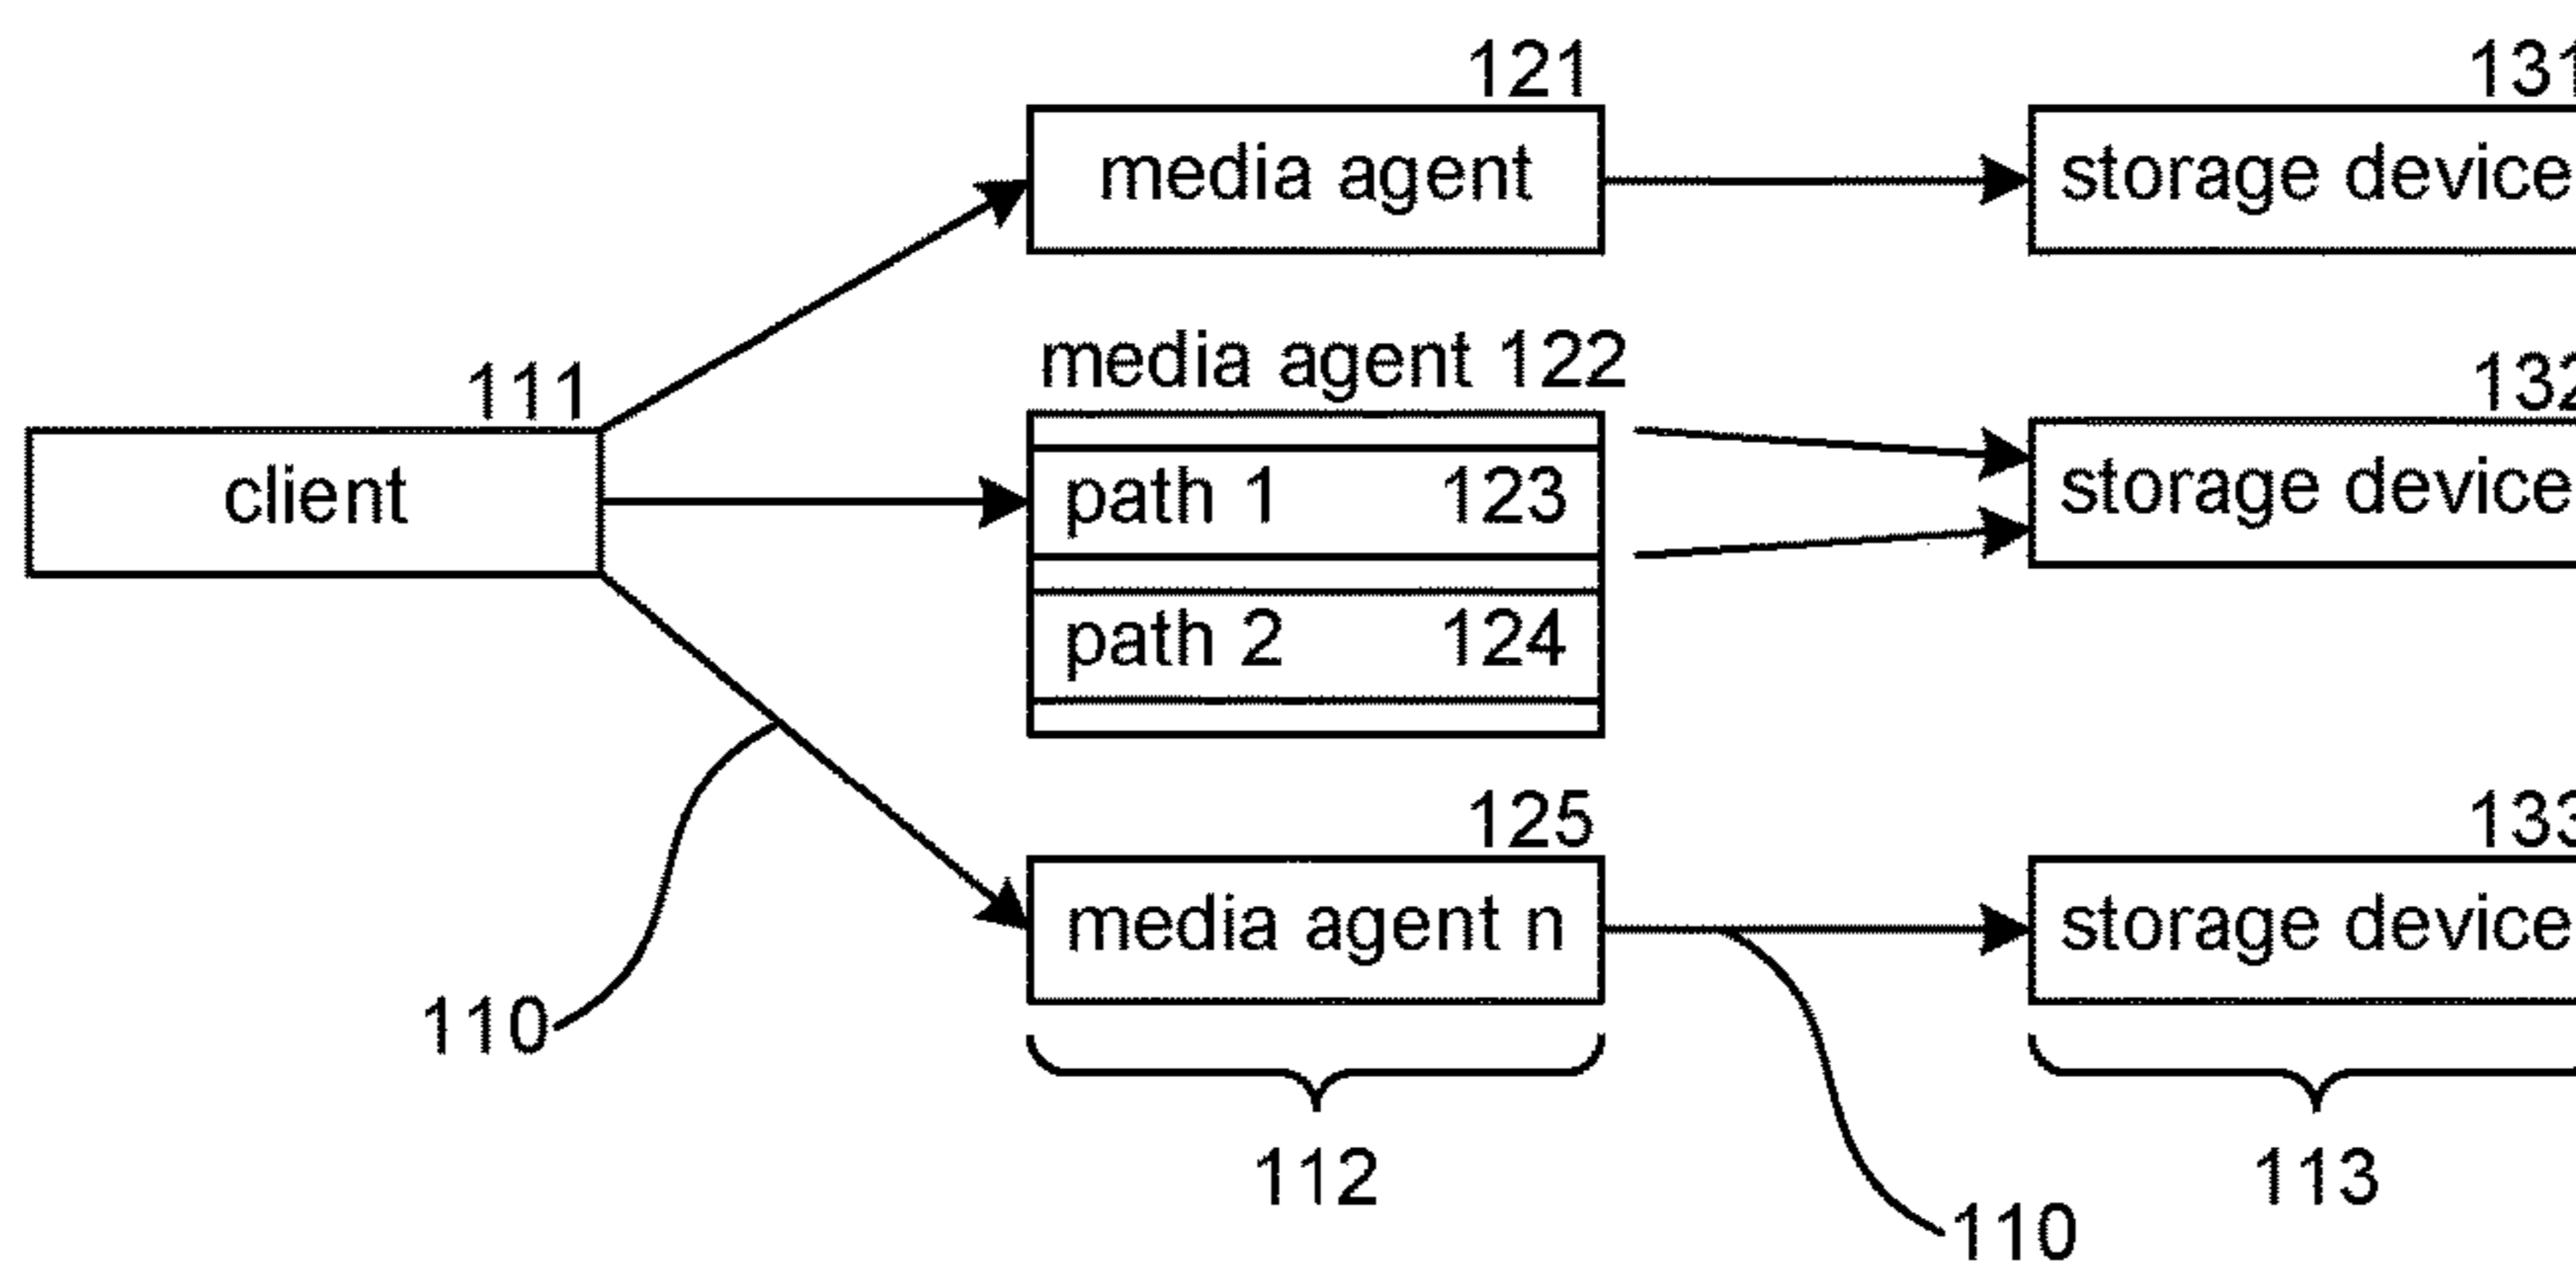 121
131
media agent
storage device
media agent 122
111
132
client
path 1 123
storage device
path 2 124
125
133
media agent n
storage device
110
112
113
110